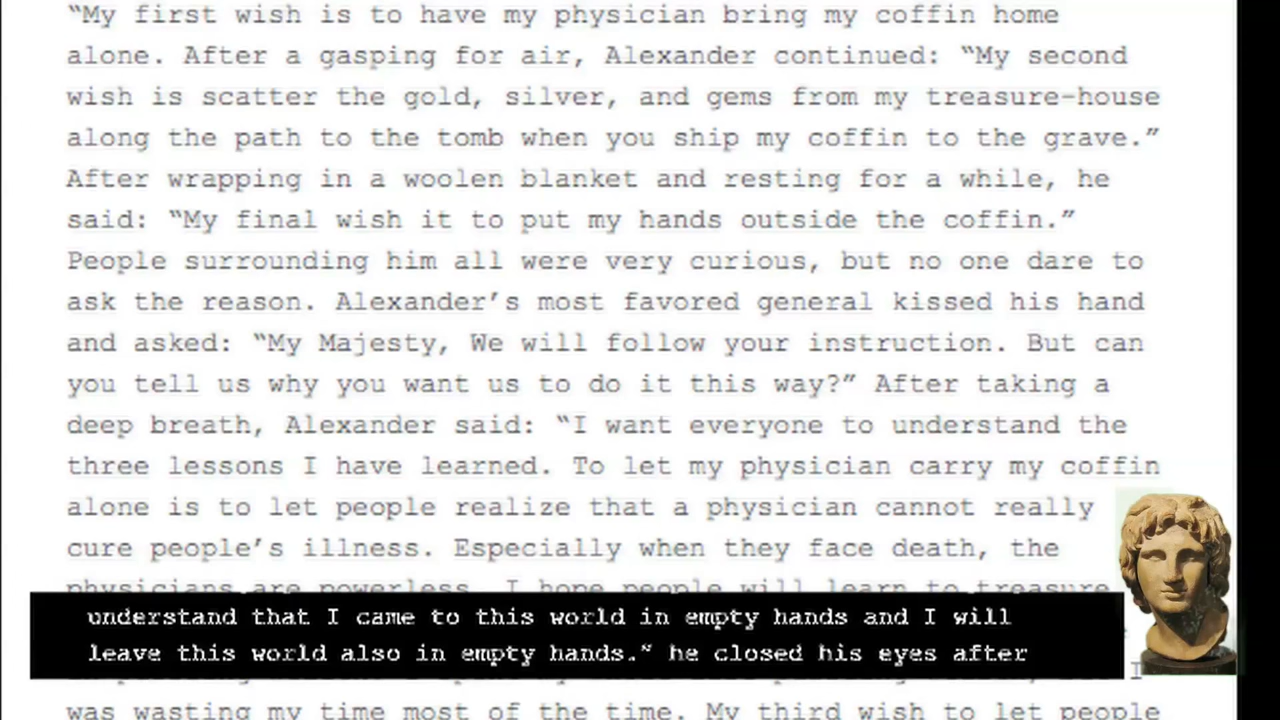 “My first wish is to have my physician bring my coffin home
alone. After a gasping for air, Alexander continued: “My second
wish is scatter the gold, silver, and gems from my treasure-house
along the path to the tomb when you ship my coffin to the grave.”
After wrapping in a woolen blanket and resting for a while, he
said: “My final wish it to put my hands outside the coffin.”
People surrounding him all were very curious, but no one dare to
ask the reason. Alexander’s most favored general kissed his hand
and asked: “My Majesty, We will follow your instruction. But can
you tell us why you want us to do it this way?” After taking a
deep breath, Alexander said: “I want everyone to understand the
three lessons I have learned. To let my physician carry my coffin
alone is to let people realize that a physician cannot really
cure people’s illness. Especially when they face death, the
physicians are powerless. I hope people will learn to treasure
understand that I came to this world in empty hands and I will
leave this world also in empty hands.” he closed his eyes after
was wasting my time most of the time. My third wish to let people